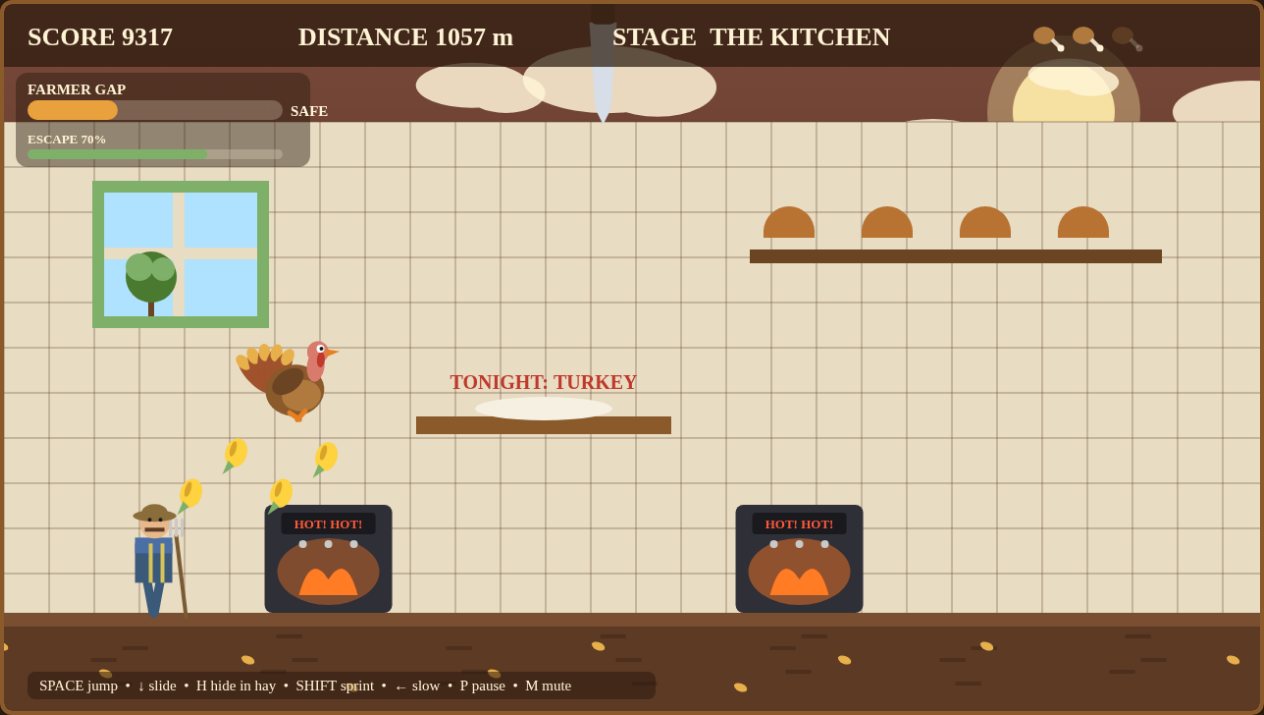 SCORE 9317
DISTANCE 1057 m
STAGE THE KITCHEN
FARMER GAP
SAFE
ESCAPE 70%
TONIGHT: TURKEY
HOT! HOT!
HOT! HOT!
SPACE jump • ↓ slide • H hide in hay • SHIFT sprint • ← slow • P pause • M mute